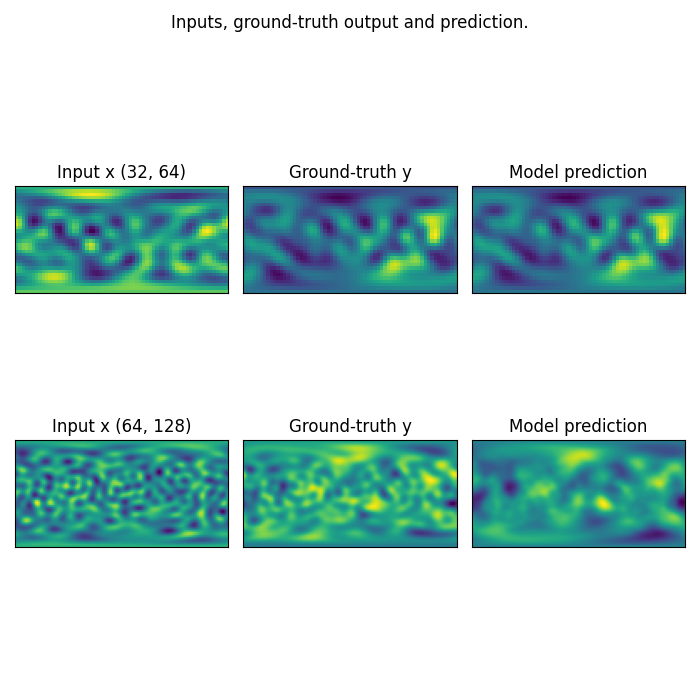 Inputs, ground-truth output and prediction.
Input x (32, 64)
Ground-truth y
Model prediction
Input x (64, 128)
Ground-truth y
Model prediction